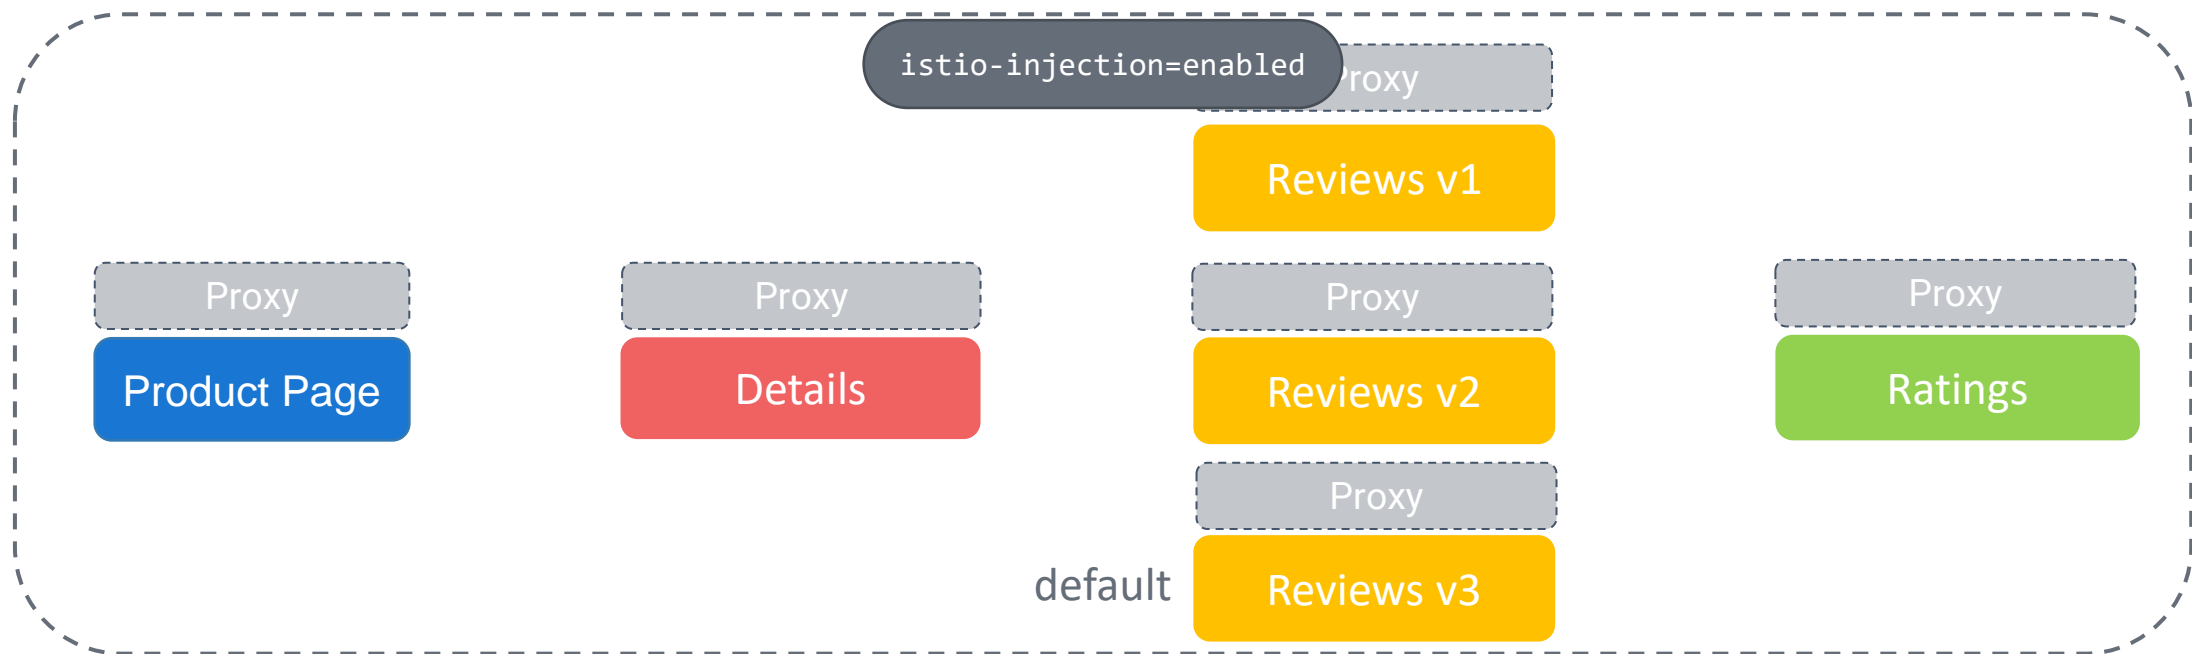 istio-injection=enabled
roxy
Reviews v1
Proxy
Proxy
Proxy
Proxy
Product Page
Details
Reviews v2
Ratings
Proxy
default
Reviews v3